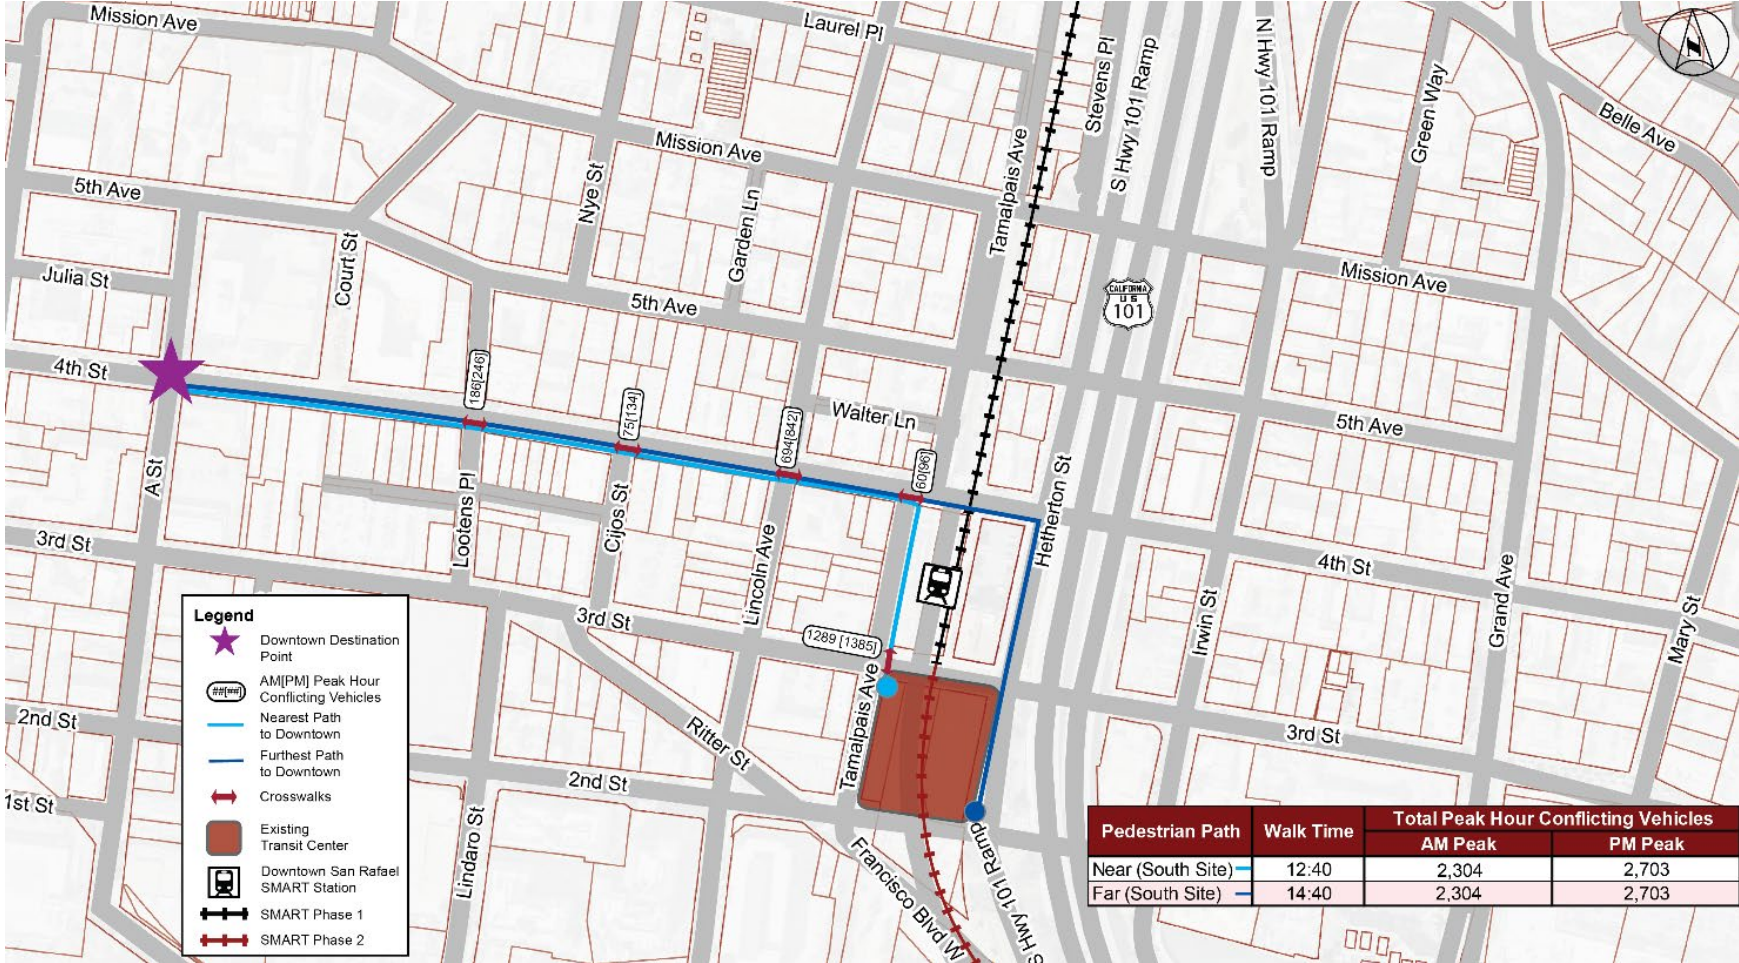 Mission Ave
Laurel Pl
Stevens Pl
S Hwy 101 Ramp
N Hwy 101 Ramp
Green Way
Belle Ave
Z
Mission Ave
Tamalpais Ave
5th Ave
Nye St
Garden Ln
Court St
Julia St
Mission Ave
5th Ave
CALIFORNIA
US
101
4th St
186[246]
75[134]
694[842]
60[96]
Walter Ln
5th Ave
A St
Lootens Pl
Cijos St
Lincoln Ave
Hetherton St
3rd St
4th St
Grand Ave
Irwin St
Mary St
3rd St
1289 [1385]
Tamalpais Ave
2nd St
Ritter St
3rd St
2nd St
1st St
Lindaro St
Francisco Blvd W
S Hwy 101 Ramp
S Hwy 101 Ramp
Legend
Downtown Destination
Point
##[##]
AM[PM] Peak Hour
Conflicting Vehicles
Nearest Path
to Downtown
Furthest Path
to Downtown
Crosswalks
Existing
Transit Center
Downtown San Rafael
SMART Station
SMART Phase 1
SMART Phase 2
Pedestrian Path Walk Time Total Peak Hour Conflicting Vehicles
AM Peak PM Peak
Near (South Site) 12:40 2,304 2,703
Far (South Site) 14:40 2,304 2,703